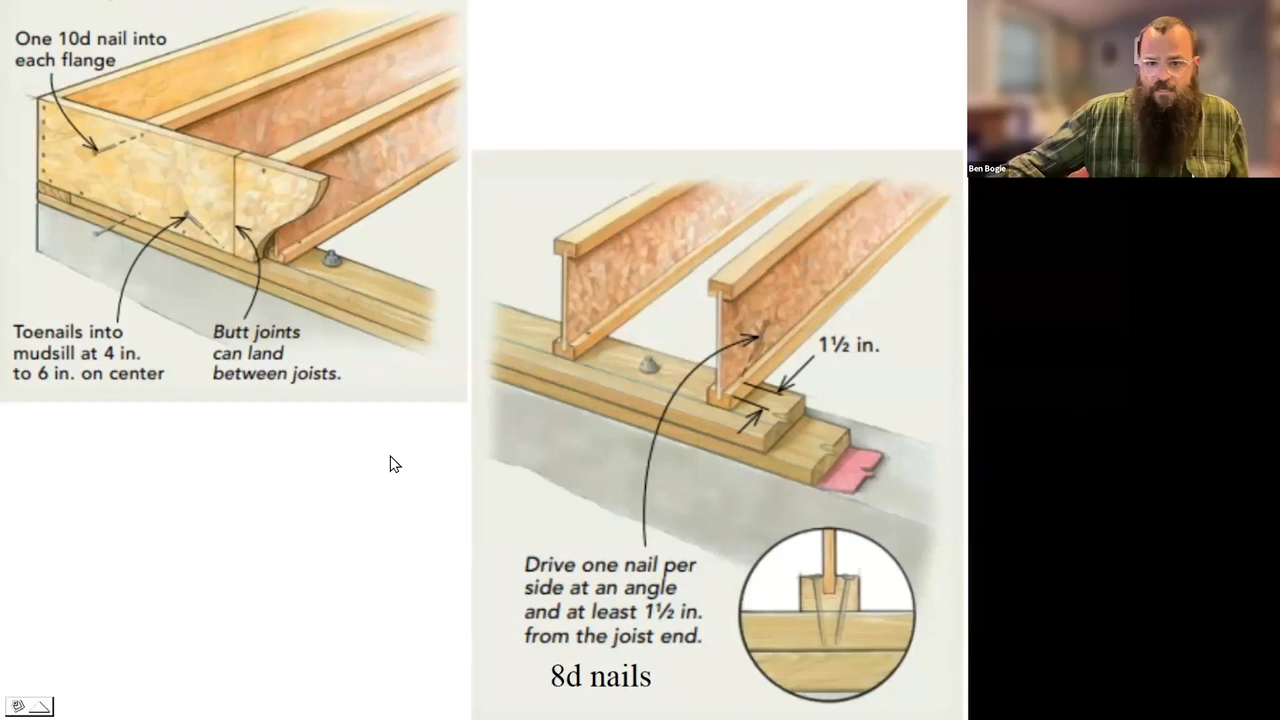 One 10d nail into
each flange
Toenails into
mudsill at 4 in.
to 6 in. on center
Butt joints
can land
between joists.
1½ in.
Drive one nail per
side at an angle
and at least 1½ in.
from the joist end.
8d nails
Ben Bogie